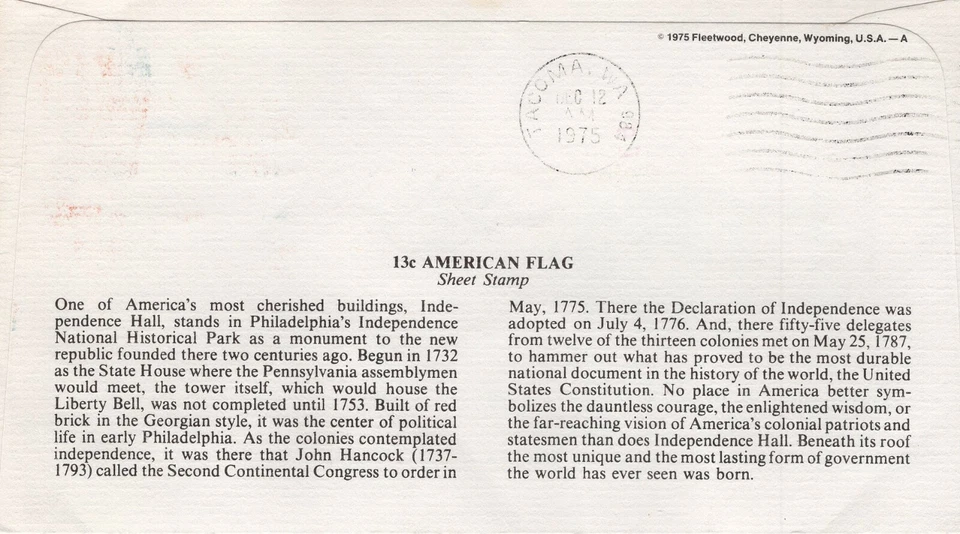 © 1975 Fleetwood, Cheyenne, Wyoming, U.S.A. — A
TACOMA, WA 984
DEC 12
AM
1975
13c AMERICAN FLAG
Sheet Stamp
One of America's most cherished buildings, Inde-
pendence Hall, stands in Philadelphia's Independence
National Historical Park as a monument to the new
republic founded there two centuries ago. Begun in 1732
as the State House where the Pennsylvania assemblymen
would meet, the tower itself, which would house the
Liberty Bell, was not completed until 1753. Built of red
brick in the Georgian style, it was the center of political
life in early Philadelphia. As the colonies contemplated
independence, it was there that John Hancock (1737-
1793) called the Second Continental Congress to order in
May, 1775. There the Declaration of Independence was
adopted on July 4, 1776. And, there fifty-five delegates
from twelve of the thirteen colonies met on May 25, 1787,
to hammer out what has proved to be the most durable
national document in the history of the world, the United
States Constitution. No place in America better sym-
bolizes the dauntless courage, the enlightened wisdom, or
the far-reaching vision of America's colonial patriots and
statesmen than does Independence Hall. Beneath its roof
the most unique and the most lasting form of government
the world has ever seen was born.